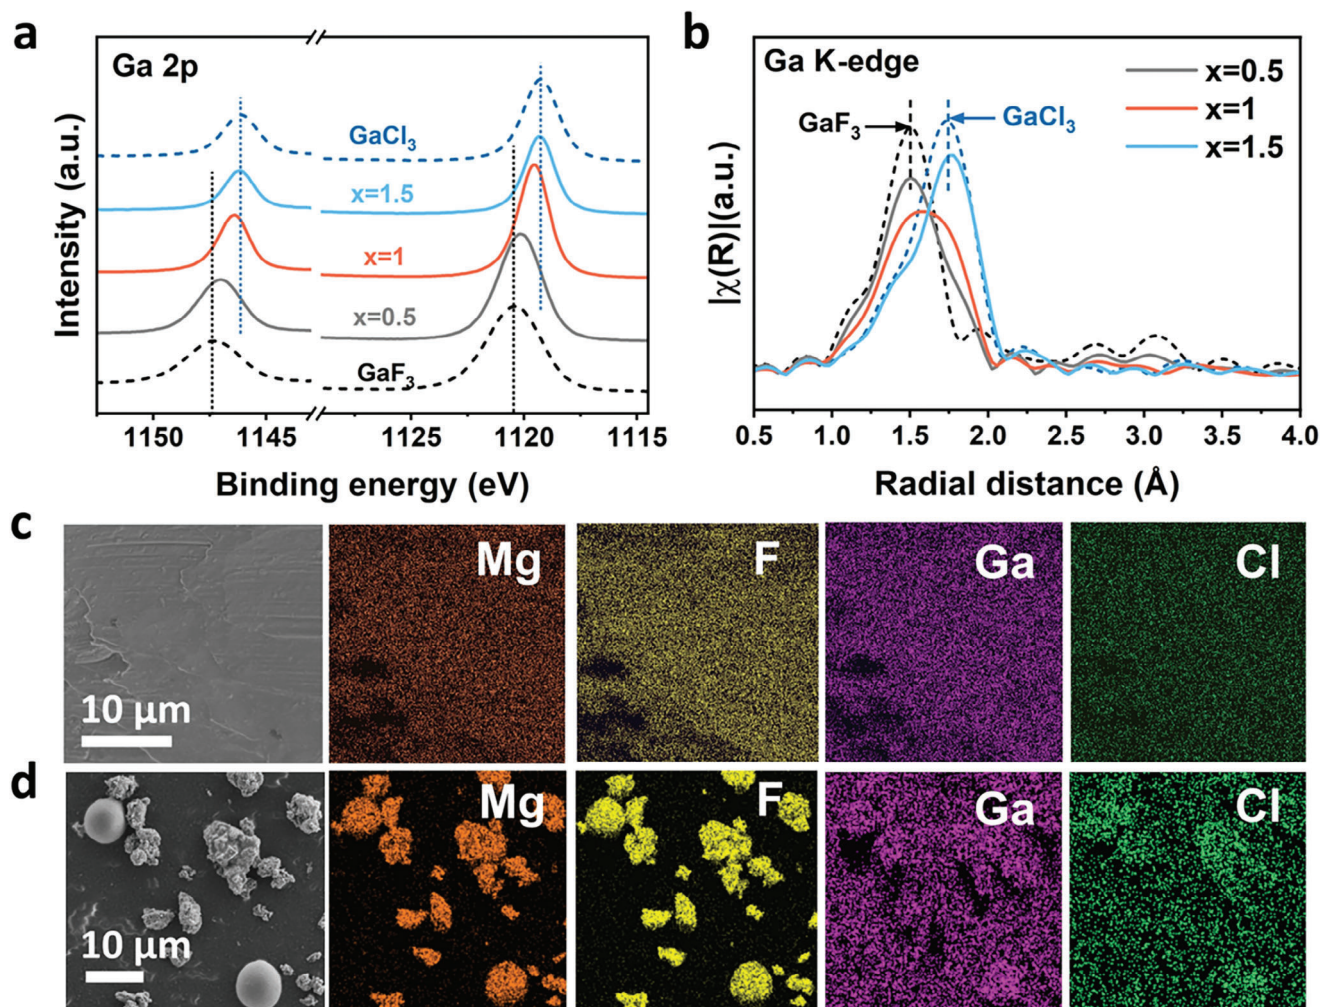 a
Ga 2p
GaCl3
x=1.5
x=1
x=0.5
GaF3
Intensity (a.u.)
1150
1145
1125
1120
1115
Binding energy (eV)
b
Ga K-edge
x=0.5
x=1
x=1.5
GaF3
GaCl3
|χ(R)|(a.u.)
0.5
1.0
1.5
2.0
2.5
3.0
3.5
4.0
Radial distance (Å)
c
10 µm
Mg
F
Ga
Cl
d
10 µm
Mg
F
Ga
Cl